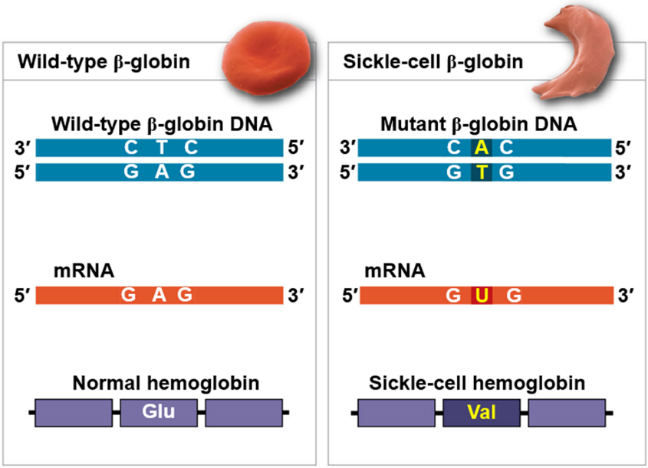 Wild-type β-globin
Wild-type β-globin DNA
3′ C T C 5′
5′ G A G 3′
mRNA
5′ G A G 3′
Normal hemoglobin
Glu
Sickle-cell β-globin
Mutant β-globin DNA
3′ C A C 5′
5′ G T G 3′
mRNA
5′ G U G 3′
Sickle-cell hemoglobin
Val